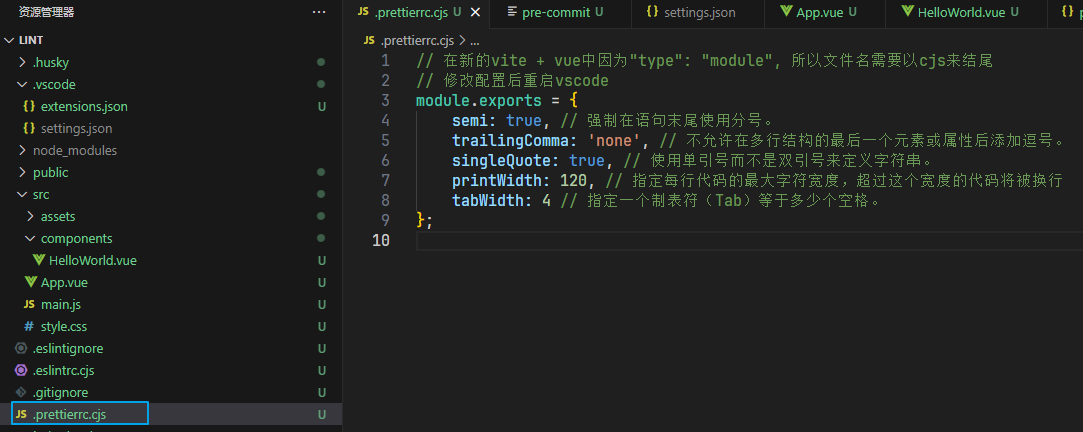 资源管理器 ···
LINT
.husky
.vscode
extensions.json U
settings.json
node_modules
public
src
assets
components
HelloWorld.vue U
App.vue U
main.js U
style.css U
.eslintignore U
.eslintrc.cjs U
.gitignore U
.prettierrc.cjs U
.prettierrc.cjs U pre-commit U settings.json App.vue U HelloWorld.vue U
.prettierrc.cjs > ...
1 // 在新的vite + vue中因为"type": "module", 所以文件名需要以cjs来结尾
2 // 修改配置后重启vscode
3 module.exports = {
4 semi: true, // 强制在语句末尾使用分号。
5 trailingComma: 'none', // 不允许在多行结构的最后一个元素或属性后添加逗号。
6 singleQuote: true, // 使用单引号而不是双引号来定义字符串。
7 printWidth: 120, // 指定每行代码的最大字符宽度，超过这个宽度的代码将被换行
8 tabWidth: 4 // 指定一个制表符（Tab）等于多少个空格。
9 };
10